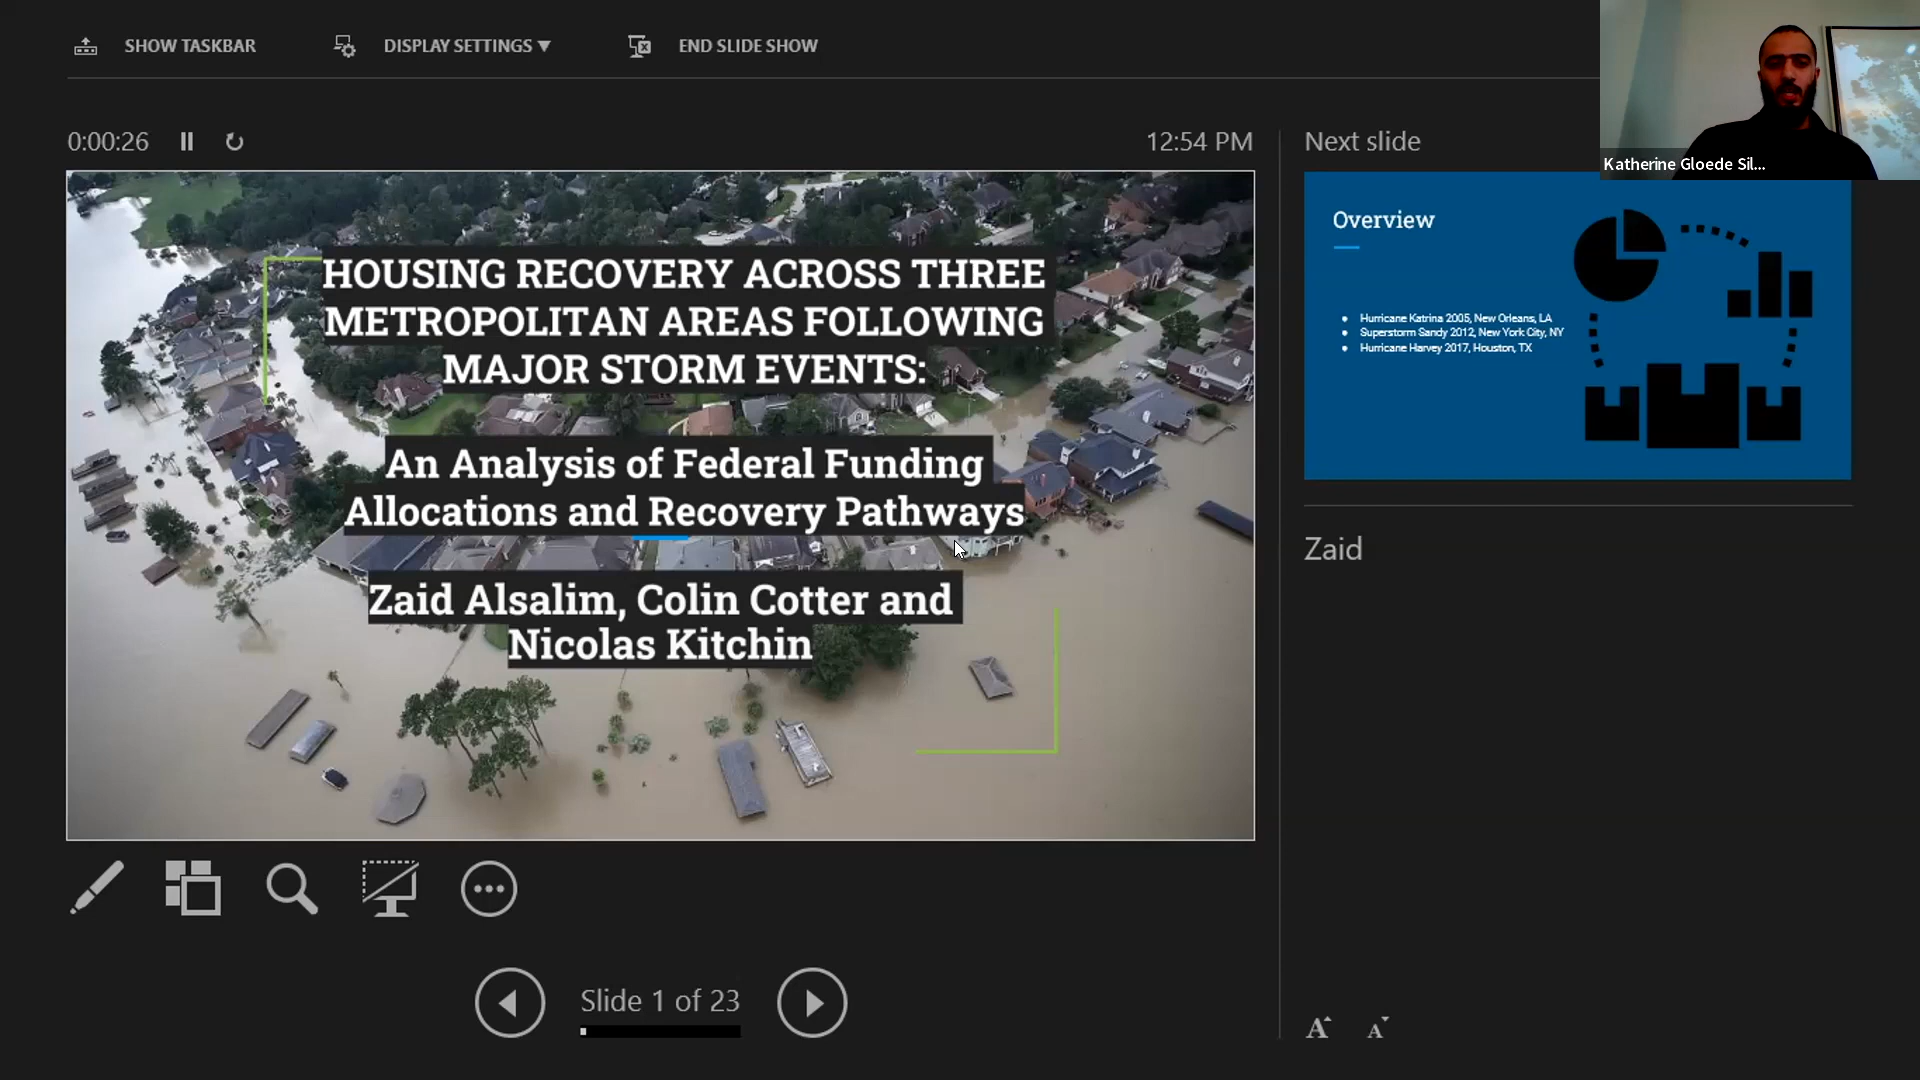 SHOW TASKBAR
DISPLAY SETTINGS ▼
END SLIDE SHOW
0:00:26
12:54 PM
HOUSING RECOVERY ACROSS THREE
METROPOLITAN AREAS FOLLOWING
MAJOR STORM EVENTS:
An Analysis of Federal Funding
Allocations and Recovery Pathways
Zaid Alsalim, Colin Cotter and
Nicolas Kitchin
Slide 1 of 23
Next slide
Katherine Gloede Sil...
Overview
● Hurricane Katrina 2005, New Orleans, LA
● Superstorm Sandy 2012, New York City, NY
● Hurricane Harvey 2017, Houston, TX
Zaid
A A